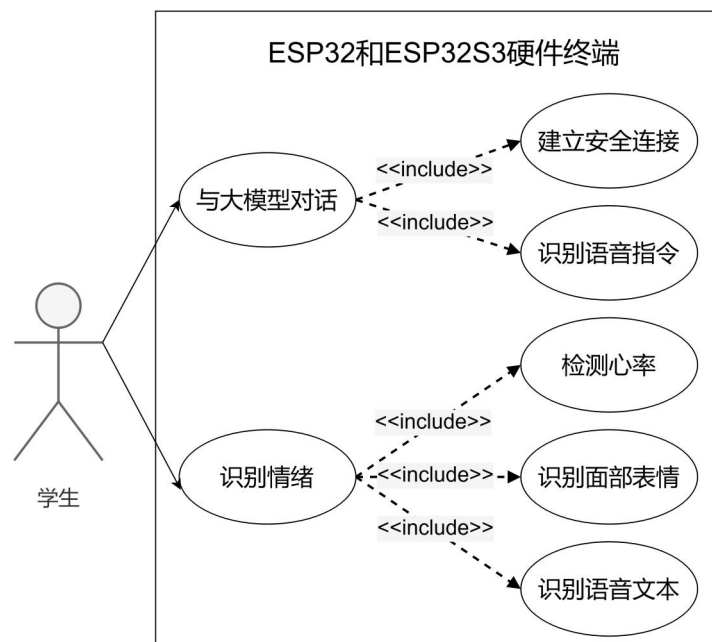 ESP32和ESP32S3硬件终端
建立安全连接
<<include>>
与大模型对话
<<include>>
识别语音指令
检测心率
<<include>>
识别情绪
<<include>>
识别面部表情
学生
<<include>>
识别语音文本